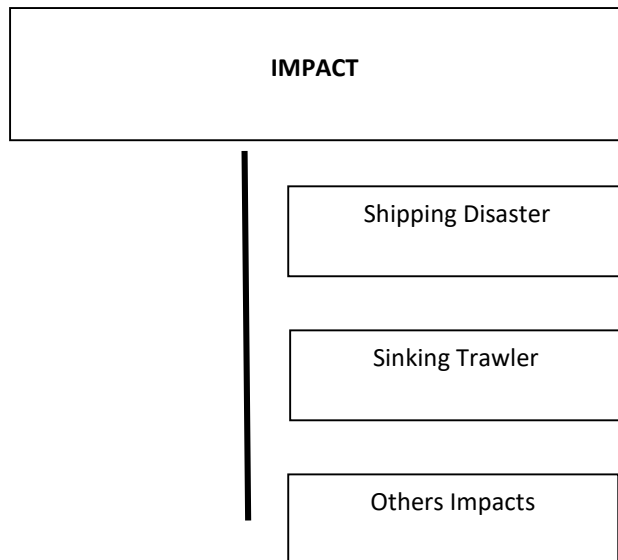 IMPACT
Shipping Disaster
Sinking Trawler
Others Impacts